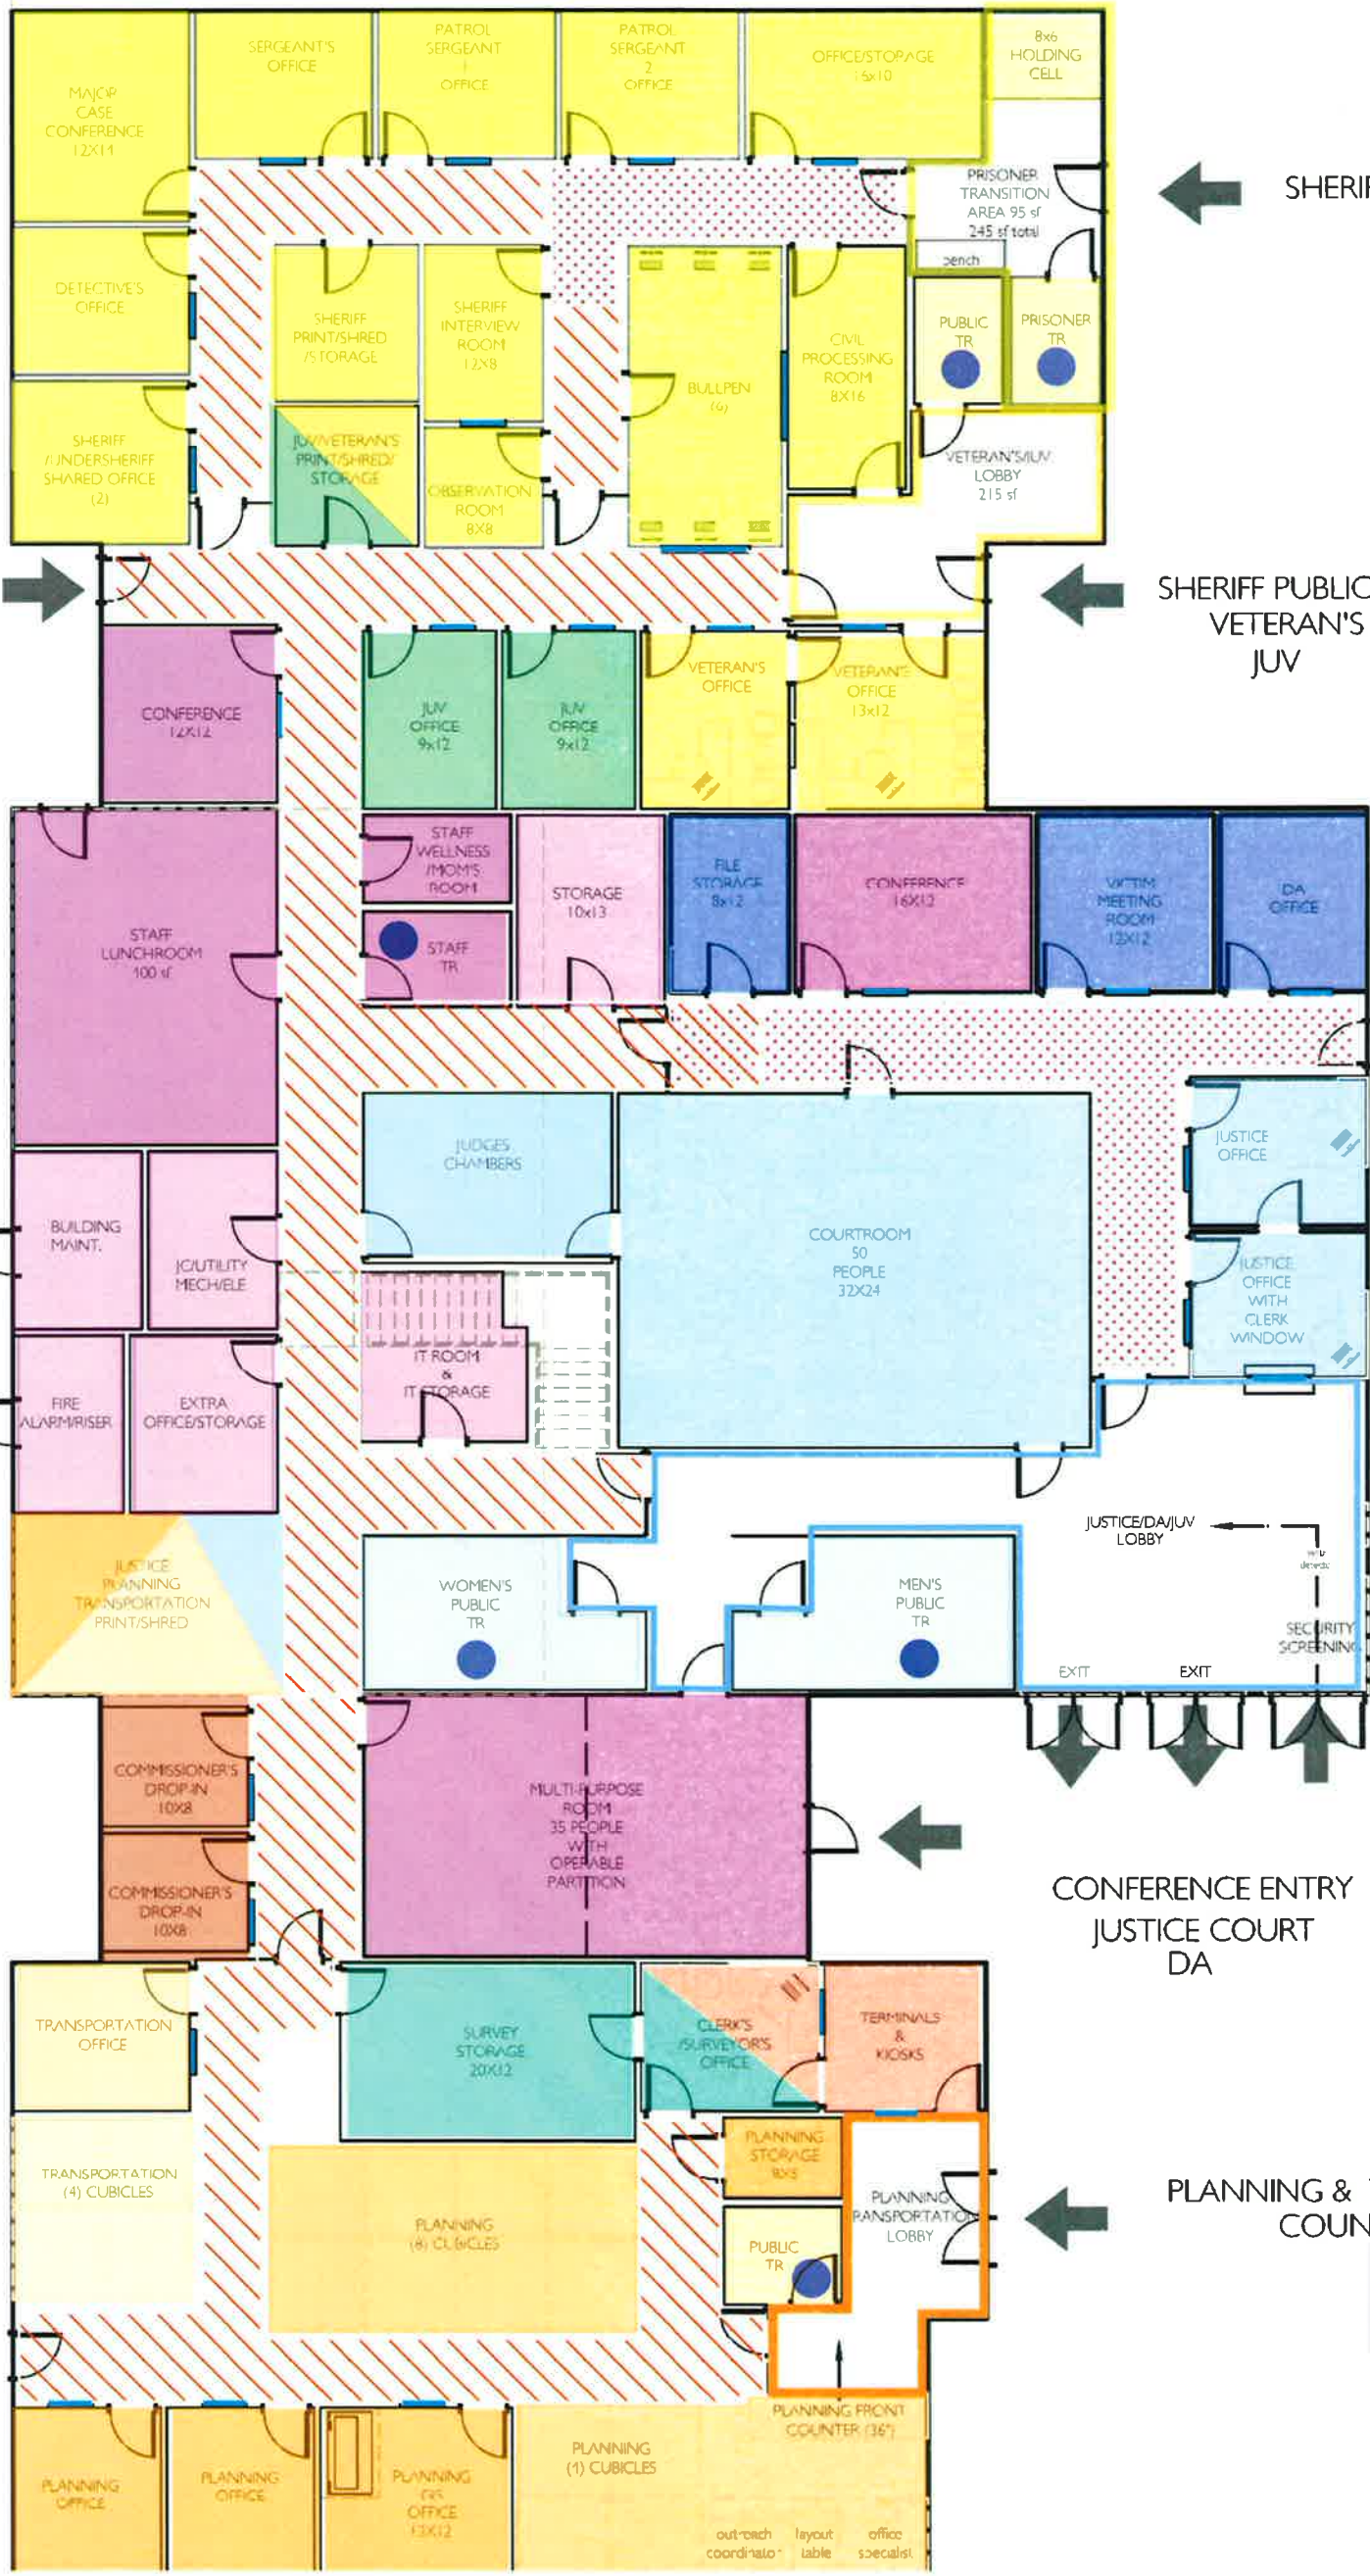 MAJOR
CASE
CONFERENCE
12X14
SERGEANT'S
OFFICE
PATROL
SERGEANT
1
OFFICE
PATROL
SERGEANT
2
OFFICE
OFFICE/STORAGE
16x10
8x6
HOLDING
CELL
PRISONER
TRANSITION
AREA 95 sf
245 sf total
bench
SHERIF
DETECTIVE'S
OFFICE
SHERIFF
PRINT/SHRED
/STORAGE
SHERIFF
INTERVIEW
ROOM
12X8
BULLPEN
(6)
CIVIL
PROCESSING
ROOM
8X16
PUBLIC
TR
PRISONER
TR
SHERIFF
/UNDERSHERIFF
SHARED OFFICE
(2)
JUV/VETERAN'S
PRINT/SHRED/
STORAGE
OBSERVATION
ROOM
8X8
VETERAN'S/JUV
LOBBY
215 sf
SHERIFF PUBLIC
VETERAN'S
JUV
CONFERENCE
12X12
JUV
OFFICE
9x12
JUV
OFFICE
9x12
VETERAN'S
OFFICE
VETERAN'S
OFFICE
13x12
STAFF
LUNCHROOM
400 sf
STAFF
WELLNESS
/MOM'S
ROOM
STAFF
TR
STORAGE
10x13
FILE
STORAGE
8x12
CONFERENCE
16X12
VICTIM
MEETING
ROOM
12X12
DA
OFFICE
JUDGES
CHAMBERS
COURTROOM
50
PEOPLE
32X24
JUSTICE
OFFICE
JUSTICE
OFFICE
WITH
CLERK
WINDOW
BUILDING
MAINT.
JC/UTILITY
MECH/ELE
IT ROOM
&
IT STORAGE
FIRE
ALARM/RISER
EXTRA
OFFICE/STORAGE
JUSTICE/DA/JUV
LOBBY
SECURITY
SCREENING
EXIT
EXIT
JUSTICE
PLANNING
TRANSPORTATION
PRINT/SHRED
WOMEN'S
PUBLIC
TR
MEN'S
PUBLIC
TR
COMMISSIONER'S
DROP-IN
10X8
COMMISSIONER'S
DROP-IN
10X8
MULTI-PURPOSE
ROOM
35 PEOPLE
WITH
OPERABLE
PARTITION
CONFERENCE ENTRY
JUSTICE COURT
DA
TRANSPORTATION
OFFICE
SURVEY
STORAGE
20X12
CLERK'S
/SURVEYOR'S
OFFICE
TERMINALS
&
KIOSKS
TRANSPORTATION
(4) CUBICLES
PLANNING
(8) CUBICLES
PLANNING
STORAGE
PUBLIC
TR
PLANNING
RANSPORTATION
LOBBY
PLANNING &
COUN
PLANNING
OFFICE
PLANNING
OFFICE
PLANNING
GIS
OFFICE
13X12
PLANNING
(1) CUBICLES
PLANNING FRONT
COUNTER (36")
outreach
coordinator
layout
table
office
specialist